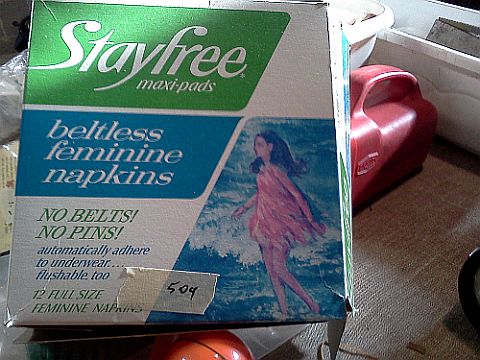 Stayfree®
maxi-pads
beltless
feminine
napkins
NO BELTS!
NO PINS!
automatically adhere
to underwear....
flushable, too
50¢
12 FULL SIZE
FEMININE NAPKINS